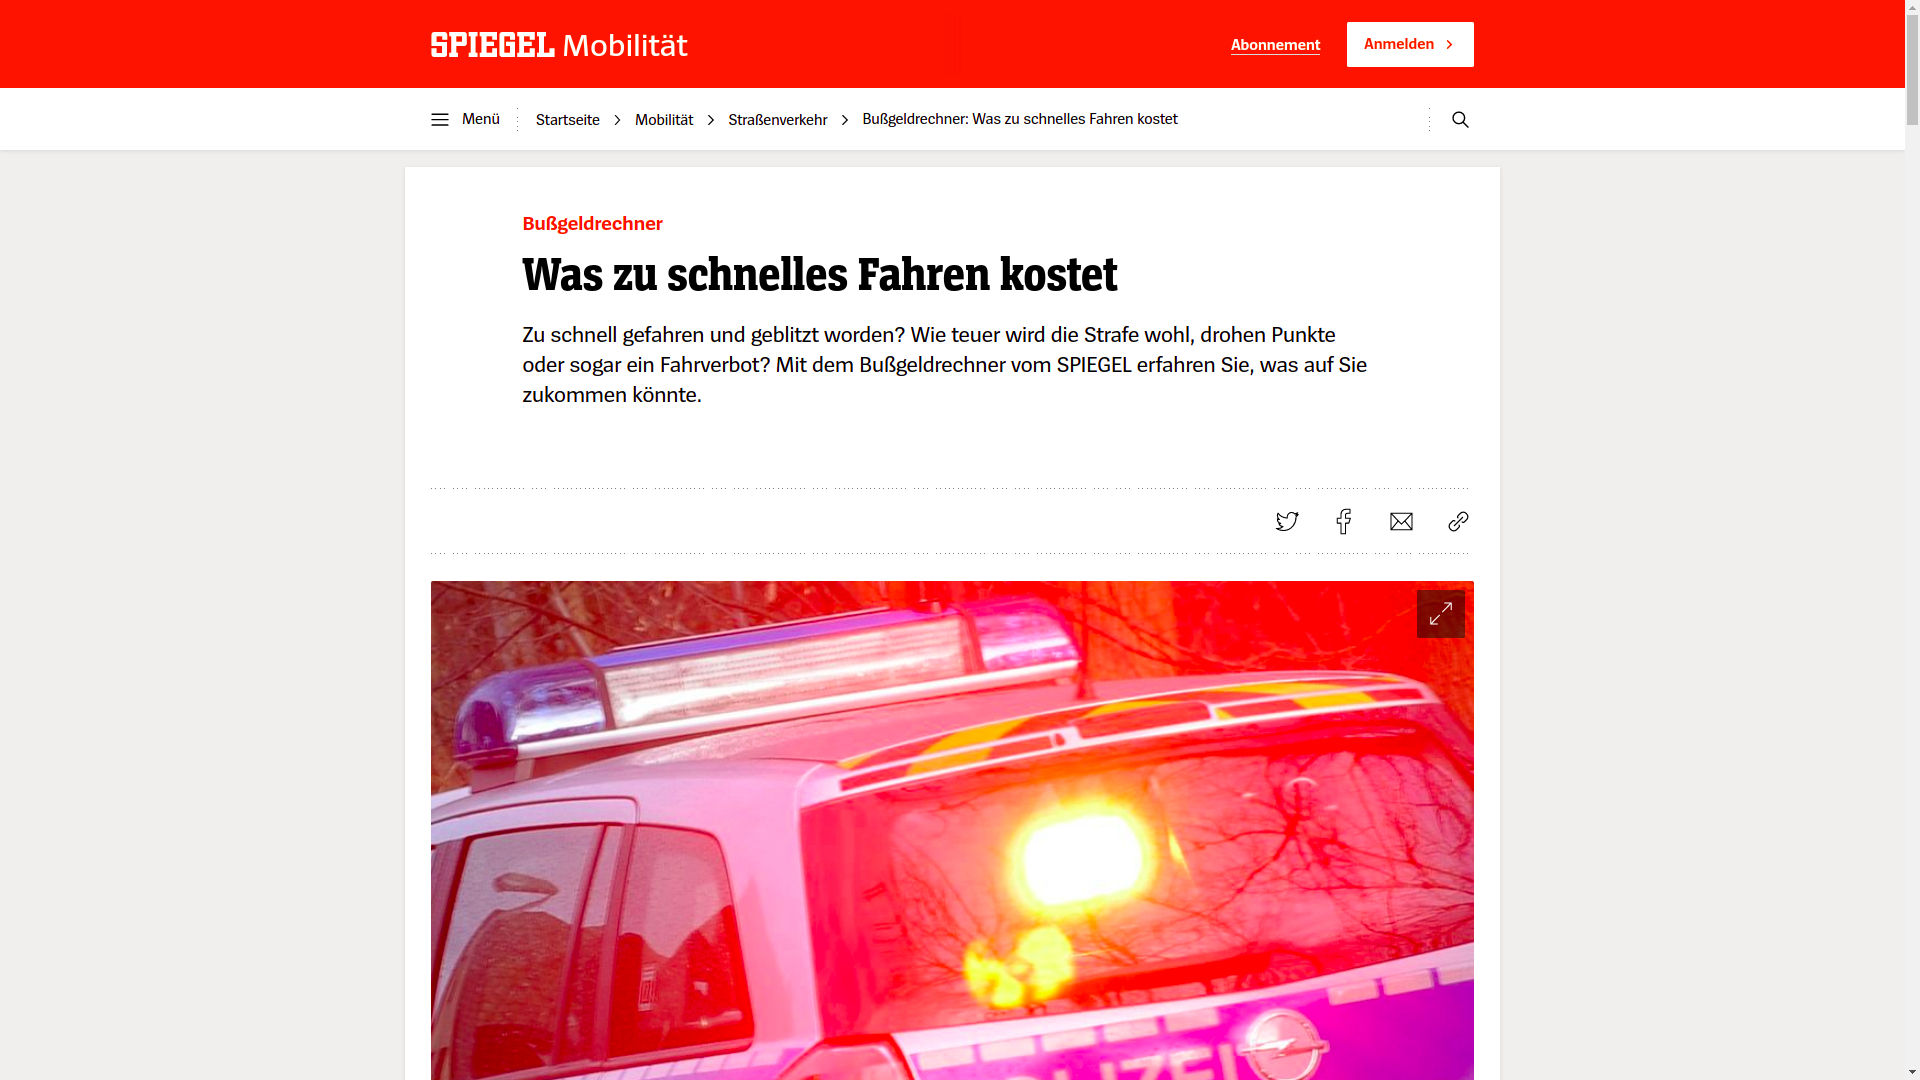 SPIEGEL Mobilität
Abonnement
Anmelden
Menü
Startseite
Mobilität
Straßenverkehr
Bußgeldrechner: Was zu schnelles Fahren kostet
Bußgeldrechner
Was zu schnelles Fahren kostet
Zu schnell gefahren und geblitzt worden? Wie teuer wird die Strafe wohl, drohen Punkte
oder sogar ein Fahrverbot? Mit dem Bußgeldrechner vom SPIEGEL erfahren Sie, was auf Sie
zukommen könnte.